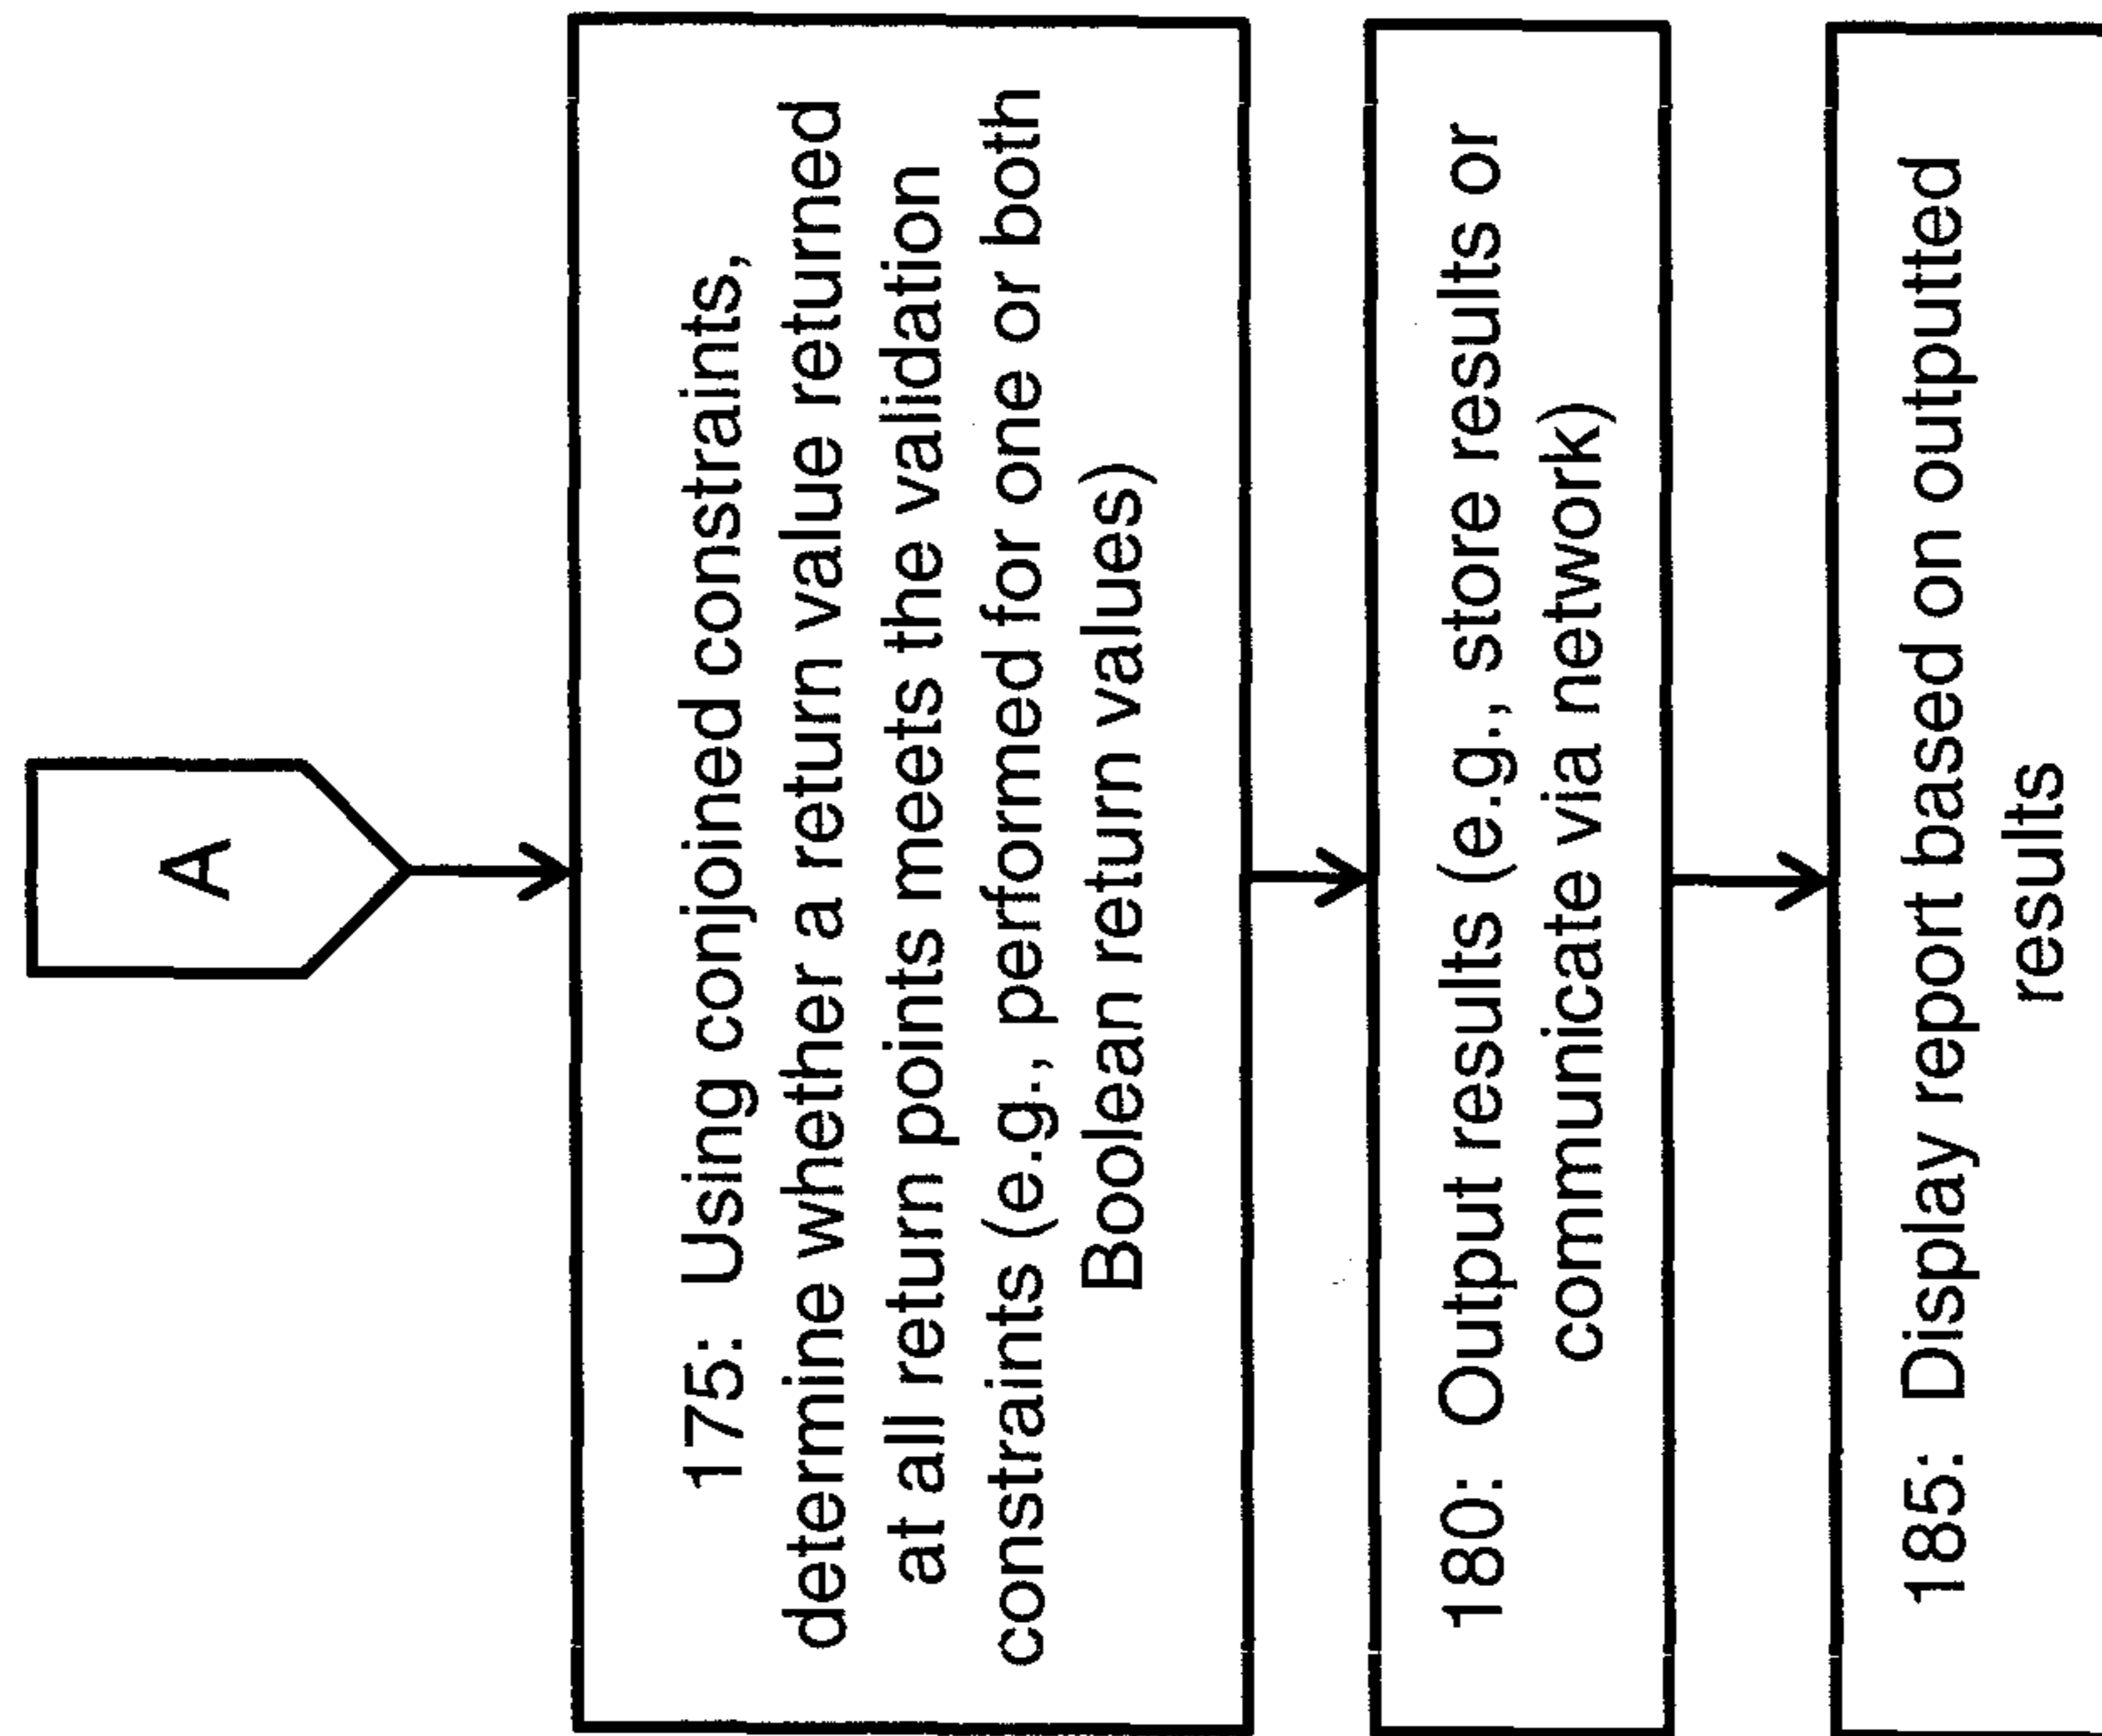 A
175: Using conjoined constraints,
determine whether a return value returned
at all return points meets the validation
constraints (e.g., performed for one or both
Boolean return values)
180: Output results (e.g., store results or
communicate via network)
185: Display report based on outputted
results